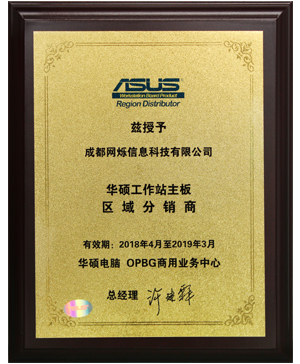 ASUS
Workstation Board Product
Region Distributor
兹授予
成都网烁信息科技有限公司
华硕工作站主板
区域分销商
有效期：2018年4月至2019年3月
华硕电脑 OPBG商用业务中心
总经理